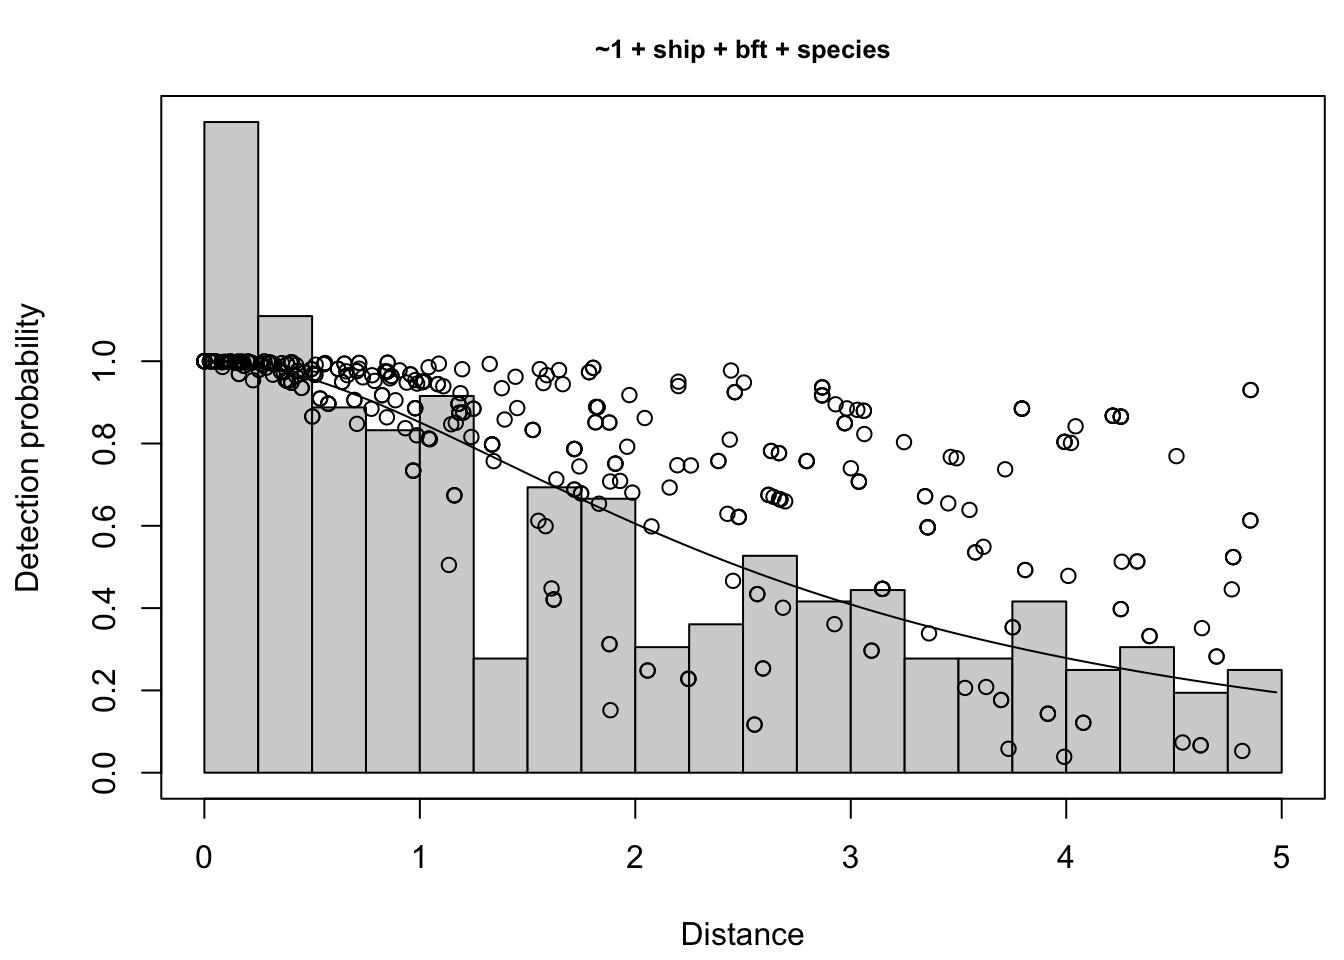 ~1 + ship + bft + species
Detection probability
1.0
0.8
0.6
0.4
0.2
0.0
0 1 2 3 4 5
Distance